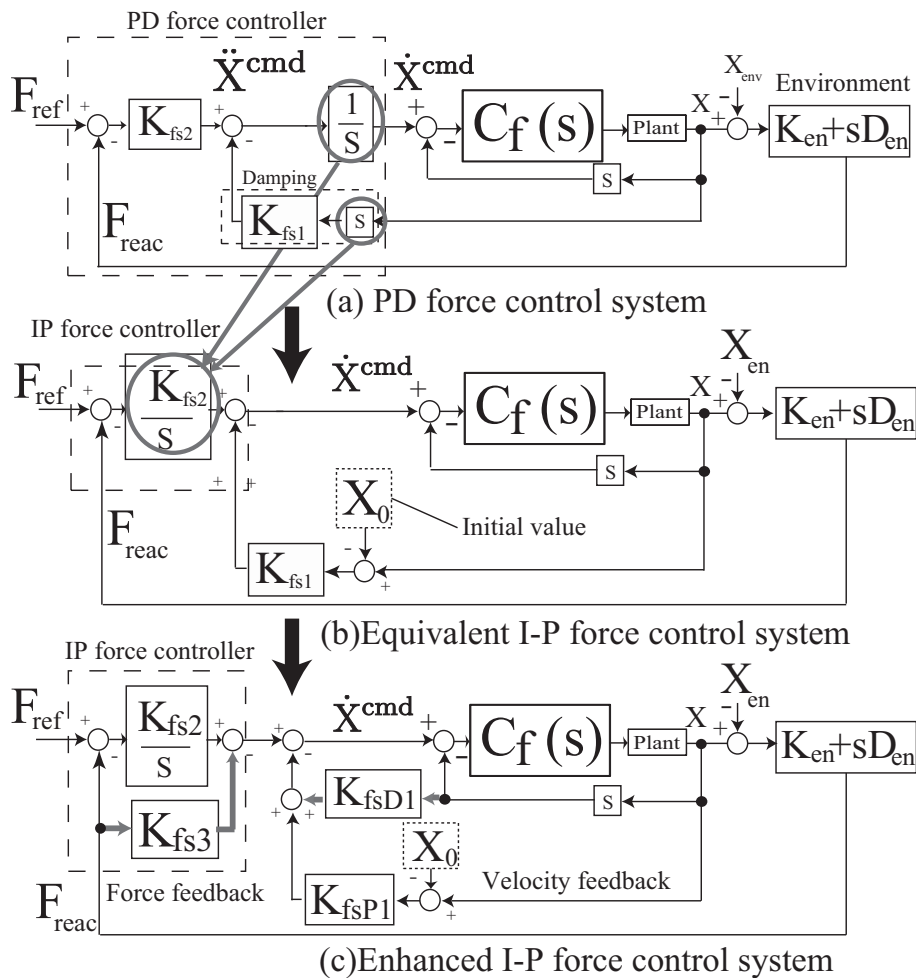 PD force controller
F_ref
+
-
K_fs2
Ẍ^cmd
+
-
1/S
Ẋ^cmd
+
-
C_f(s)
Plant
X
+
-
X_env
Environment
K_en+sD_en
S
Damping
K_fs1
S
F_reac
(a) PD force control system
IP force controller
F_ref
+
-
K_fs2/S
+
-
Ẋ^cmd
+
-
C_f(s)
Plant
X
+
-
X_en
K_en+sD_en
S
+
+
X_0
Initial value
-
+
K_fs1
F_reac
(b)Equivalent I-P force control system
IP force controller
F_ref
+
-
K_fs2/S
+
-
+
-
Ẋ^cmd
+
-
C_f(s)
Plant
X
+
-
X_en
K_en+sD_en
S
K_fsD1
+
+
K_fs3
X_0
-
+
Velocity feedback
K_fsP1
Force feedback
F_reac
(c)Enhanced I-P force control system